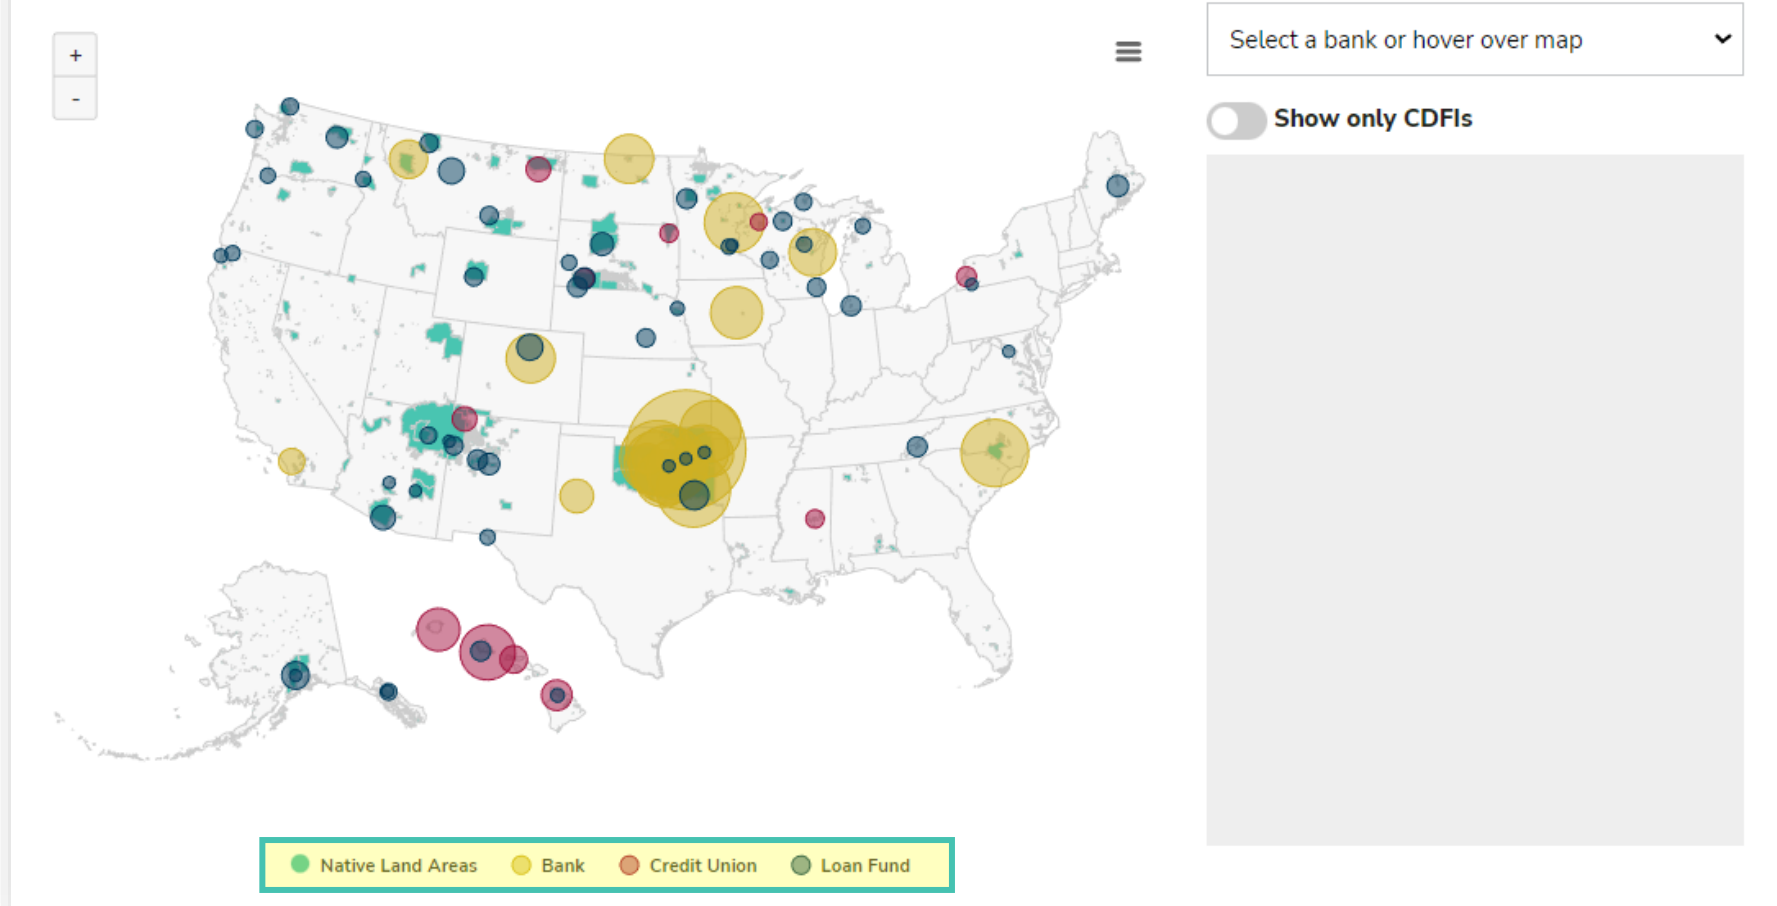 +
-
Select a bank or hover over map
Show only CDFIs
Native Land Areas Bank Credit Union Loan Fund